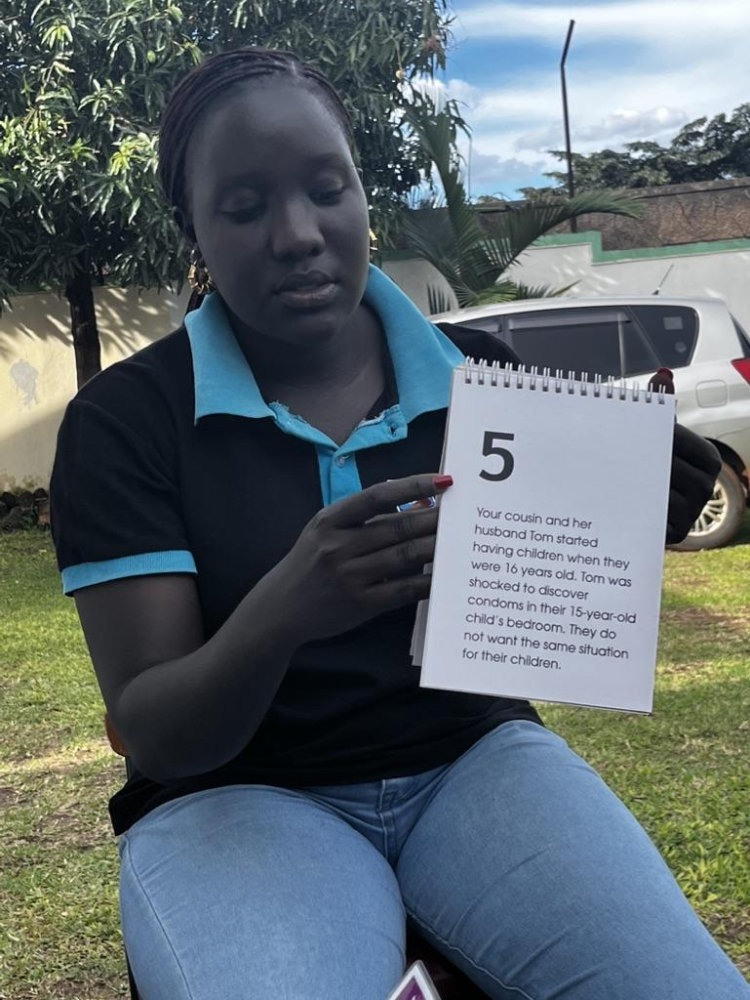 5
Your cousin and her
husband Tom started
having children when they
were 16 years old. Tom was
shocked to discover
condoms in their 15-year-old
child's bedroom. They do
not want the same situation
for their children.